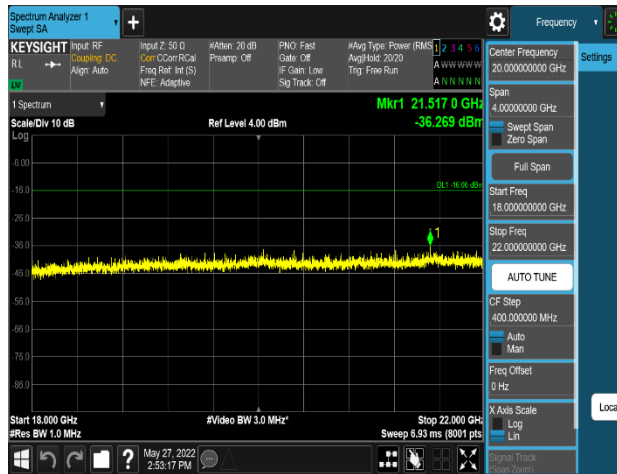 Spectrum Analyzer 1
Swept SA
Frequency
KEYSIGHT
Input: RF
Coupling: DC
Align: Auto
Input Z: 50 Ω
Corr CCorr RCal
Freq Ref: Int (S)
NFE: Adaptive
#Atten: 20 dB
Preamp: Off
PNO: Fast
Gate: Off
IF Gain: Low
Sig Track: Off
#Avg Type: Power (RMS
Avg|Hold: 20/20
Trig: Free Run
1 2 3 4 5 6
A W W W W W
A N N N N N
R L
1 Spectrum
Scale/Div 10 dB
Log
Ref Level 4.00 dBm
Mkr1 21.517 0 GHz
-36.269 dBm
-6.00
-16.0
-26.0
-36.0
-46.0
-56.0
-66.0
-76.0
-86.0
DL1 -16.00 dBm
1
Start 18.000 GHz
#Res BW 1.0 MHz
#Video BW 3.0 MHz*
Stop 22.000 GHz
Sweep 6.93 ms (8001 pts
May 27, 2022
2:53:17 PM
Center Frequency
20.000000000 GHz
Settings
Span
4.00000000 GHz
Swept Span
Zero Span
Full Span
Start Freq
18.000000000 GHz
Stop Freq
22.000000000 GHz
AUTO TUNE
CF Step
400.000000 MHz
Auto
Man
Freq Offset
0 Hz
X Axis Scale
Log
Lin
Loca
Signal Track
(Span Zoom)